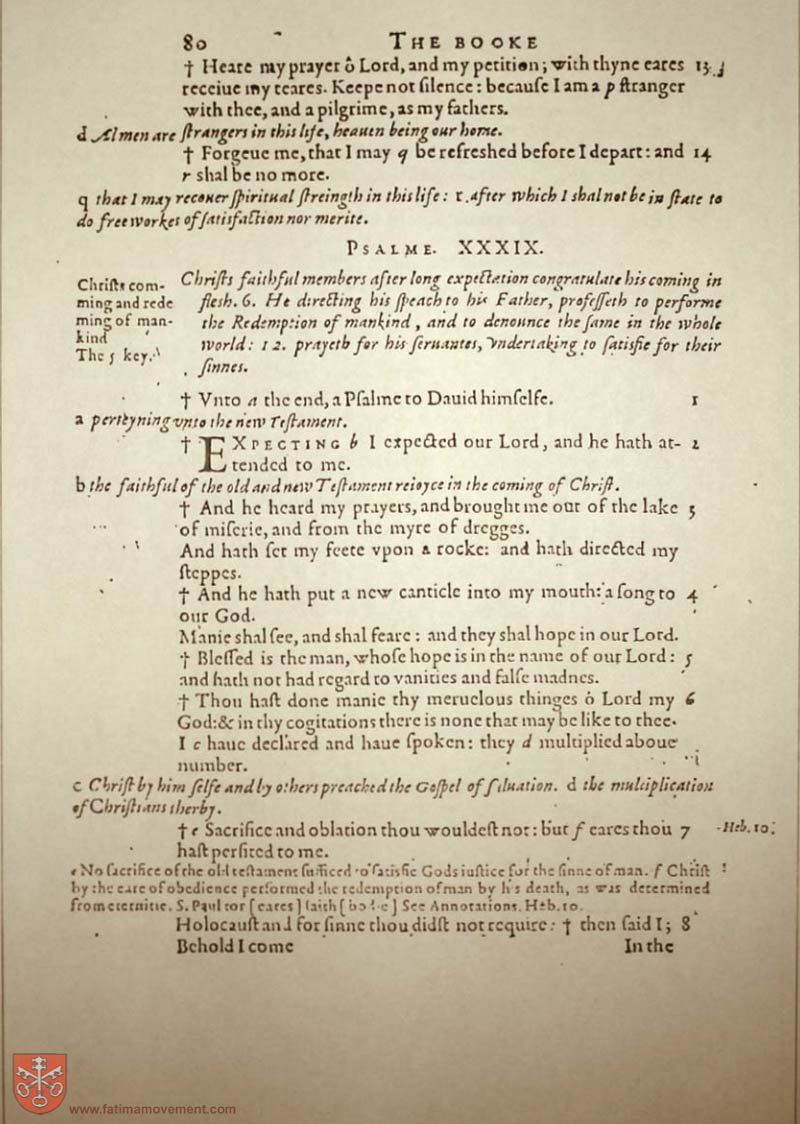 80 THE BOOKE
† Heare my prayer ô Lord, and my petition; with thyne eares 13.
receiue my teares. Keepe not silence: because I am a p stranger
with thee, and a pilgrime, as my fathers.
d Al men are strangers in this life, heauen being our home.
† Forgeue me, that I may q be refreshed before I depart: and 14
r shal be no more.
q that I may recouer spiritual streingth in this life: r. after which I shal not be in state to
do free workes of satisfaction nor merite.
PSALME. XXXIX.
Christs faithful members after long expectation congratulate his coming in
flesh. 6. He directing his speach to his Father, professeth to performe
the Redemption of mankind, and to denounce the same in the whole
world: 12. prayeth for his seruantes, vndertaking to satisfie for their
sinnes.
Christs com-
ming and rede
ming of man-
kind
The 5 key.
† Vnto a the end, a Psalme to Dauid himselfe. 1
a perteyning vnto the new Testament.
† EXPECTING b I expected our Lord, and he hath at- 2
tended to me.
b the faithful of the old and new Testament reioyce in the coming of Christ.
† And he heard my prayers, and brought me out of the lake 3
of miserie, and from the myre of dregges.
And hath set my feete vpon a rocke: and hath directed my
steppes.
† And he hath put a new canticle into my mouth: a song to 4
our God.
Manie shal see, and shal feare: and they shal hope in our Lord.
† Blessed is the man, whose hope is in the name of our Lord: 5
and hath not had regard to vanities and false madnes.
† Thou hast done manie thy meruelous thinges ô Lord my 6
God: & in thy cogitations there is none that may be like to thee.
I c haue declared and haue spoken: they d multiplied aboue
number.
c Christ by him selfe and by others preached the Gospel of saluation. d the multiplication
of Christians therby.
† e Sacrifice and oblation thou wouldest not: but f eares thou 7 Heb. 10.
hast perfited to me.
e No sacrifice of the old testament sufficed to satisfie Gods iustice for the sinne of man. f Christ
by the eare of obedience performed the redemption of man by his death, as was determined
from eternitie. S. Paul for [eares] saith [bodie] See Annotations. Heb. 10.
Holocaust and for sinne thou didst not require: † then said I; 8
Behold I come In the
www.fatimamovement.com